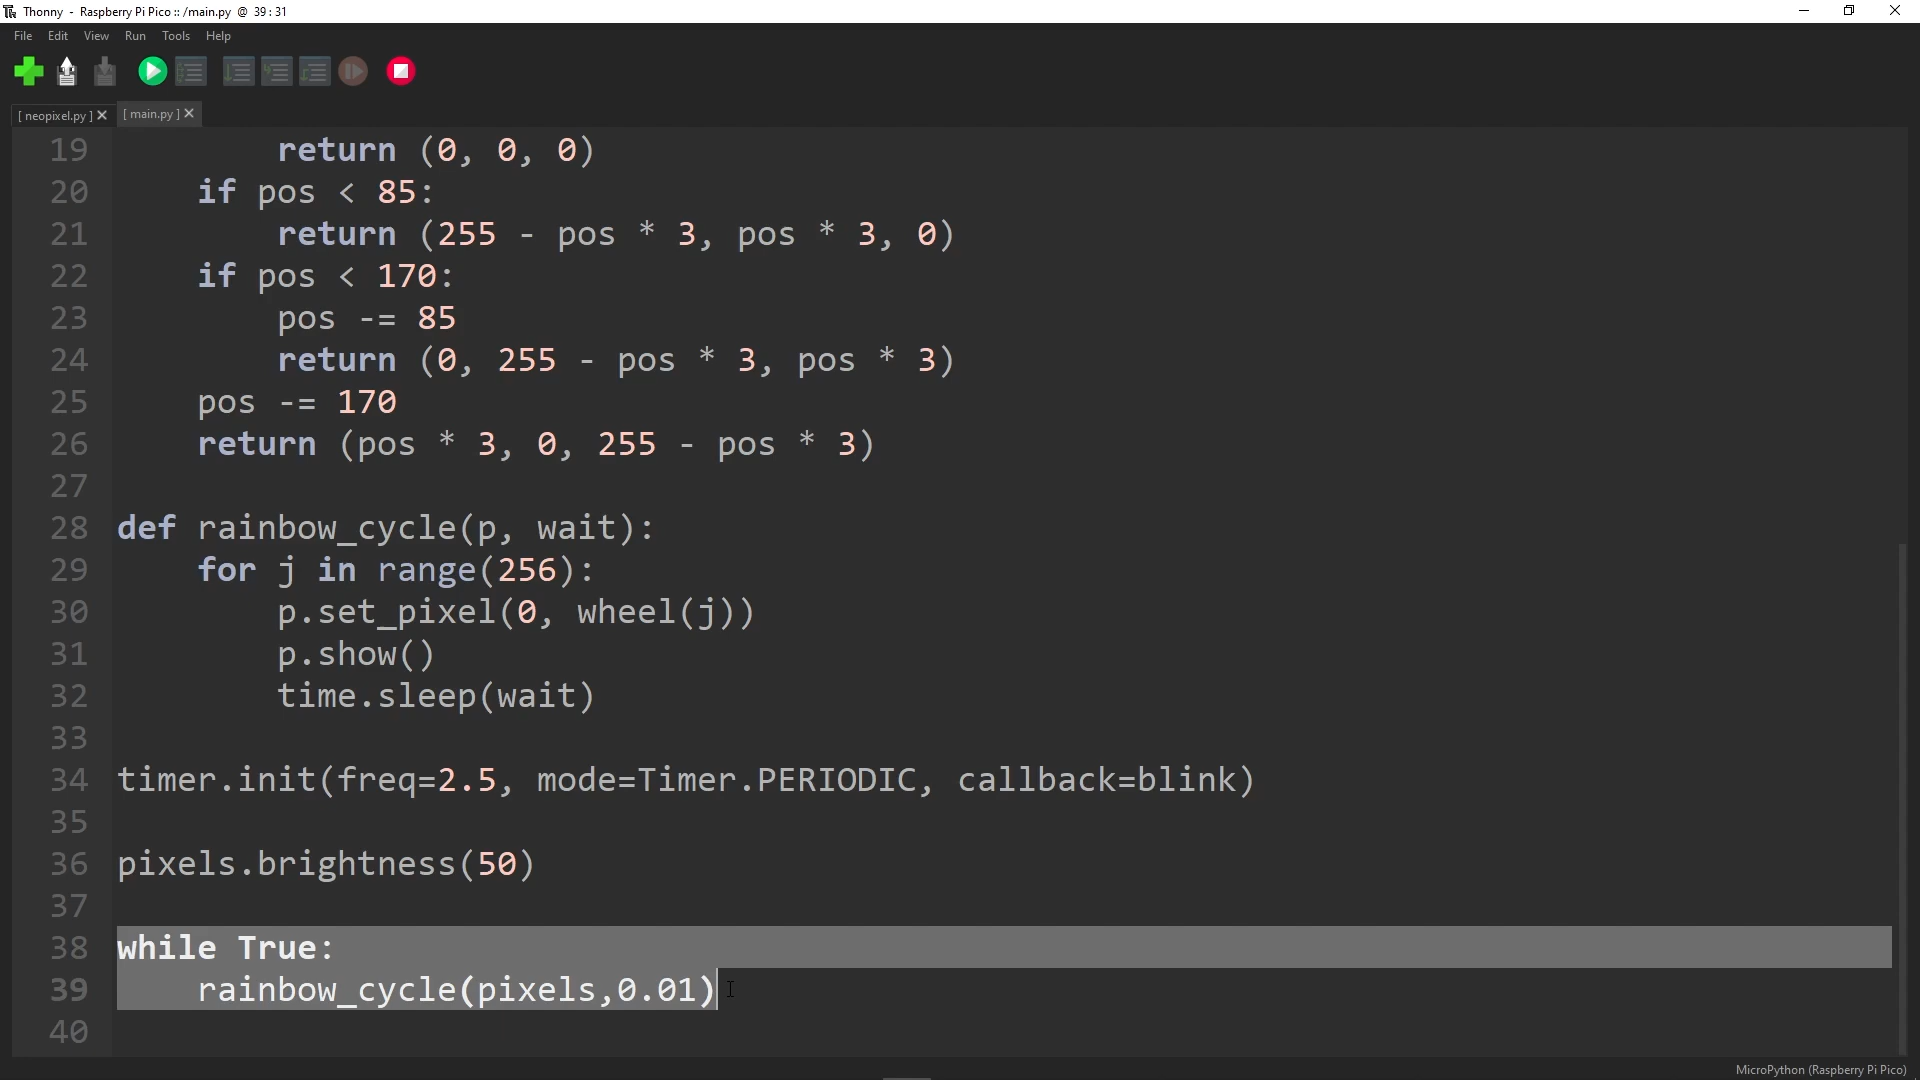 Thonny - Raspberry Pi Pico :: /main.py @ 39 : 31
File Edit View Run Tools Help
[ neopixel.py ] [ main.py ]
19 return (0, 0, 0)
20 if pos < 85:
21 return (255 - pos * 3, pos * 3, 0)
22 if pos < 170:
23 pos -= 85
24 return (0, 255 - pos * 3, pos * 3)
25 pos -= 170
26 return (pos * 3, 0, 255 - pos * 3)
27
28 def rainbow_cycle(p, wait):
29 for j in range(256):
30 p.set_pixel(0, wheel(j))
31 p.show()
32 time.sleep(wait)
33
34 timer.init(freq=2.5, mode=Timer.PERIODIC, callback=blink)
35
36 pixels.brightness(50)
37
38 while True:
39 rainbow_cycle(pixels,0.01)
40
MicroPython (Raspberry Pi Pico)